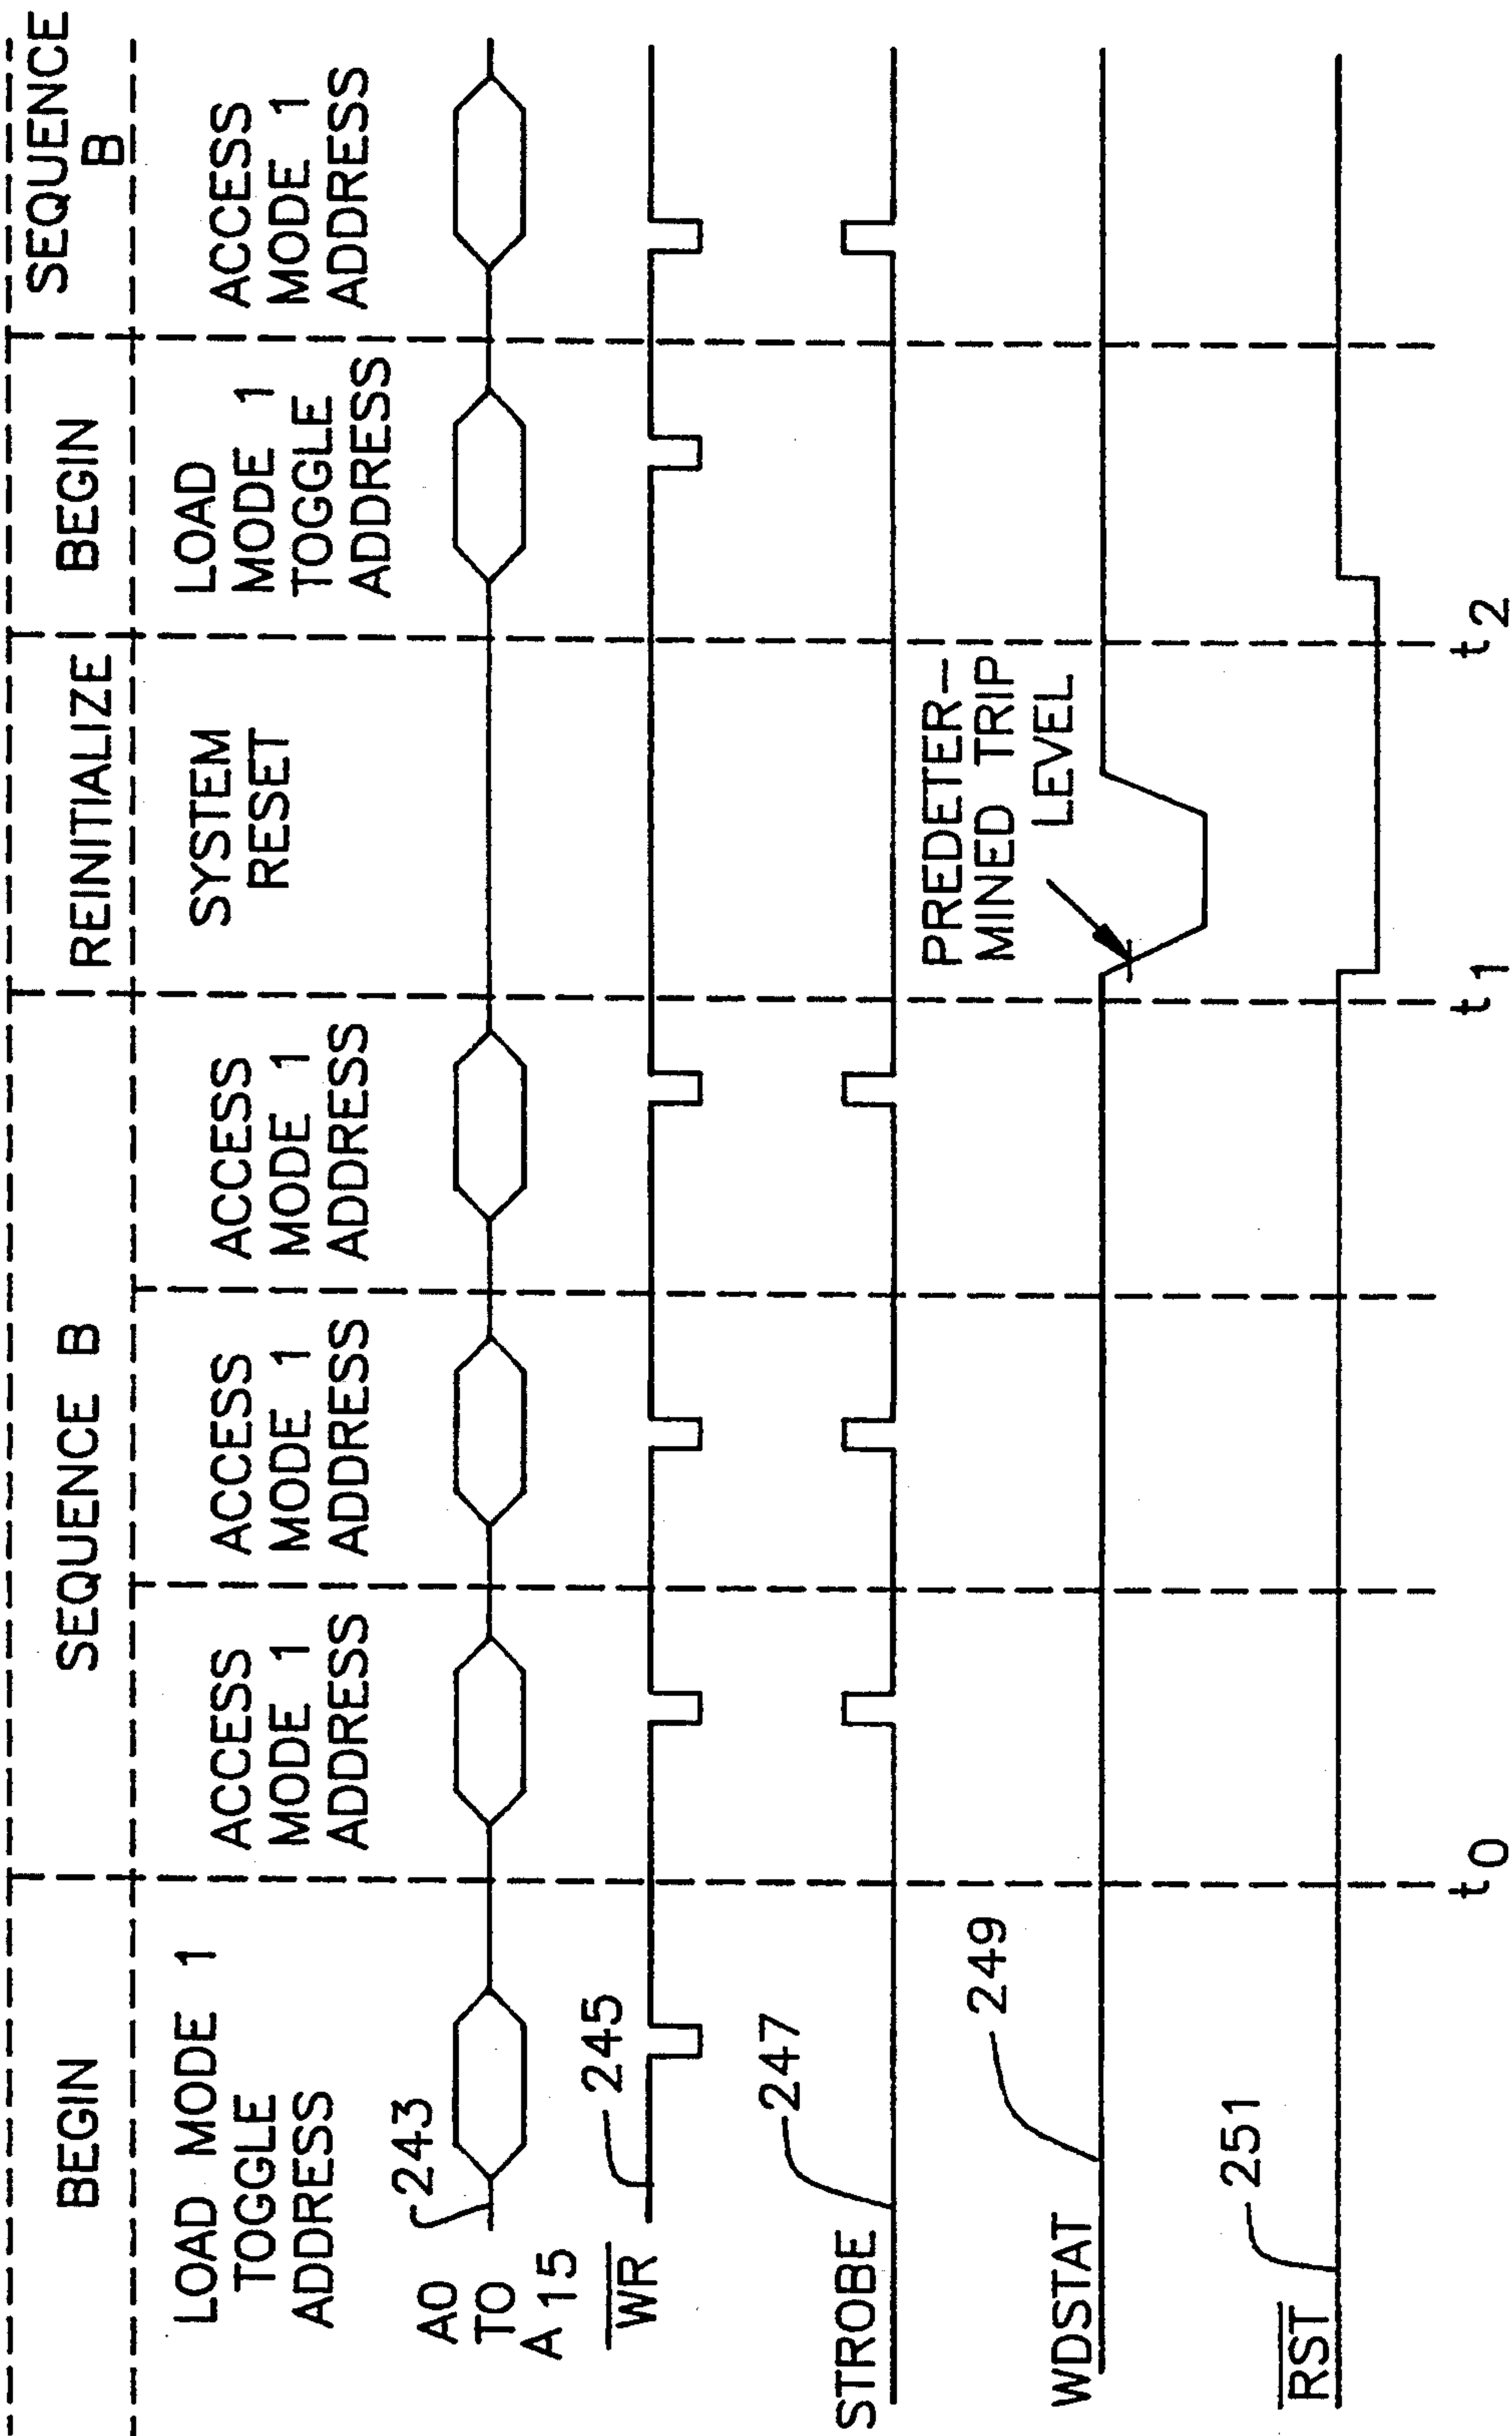 BEGIN
SEQUENCE B
REINITIALIZE
BEGIN
SEQUENCE
B
LOAD MODE 1
TOGGLE
ADDRESS
ACCESS
MODE 1
ADDRESS
ACCESS
MODE 1
ADDRESS
ACCESS
MODE 1
ADDRESS
SYSTEM
RESET
LOAD
MODE 1
TOGGLE
ADDRESS
ACCESS
MODE 1
ADDRESS
A0
TO
A 15
243
WR
245
STROBE
247
PREDETER-
MINED TRIP
LEVEL
WDSTAT
249
RST
251
t0
t1
t2